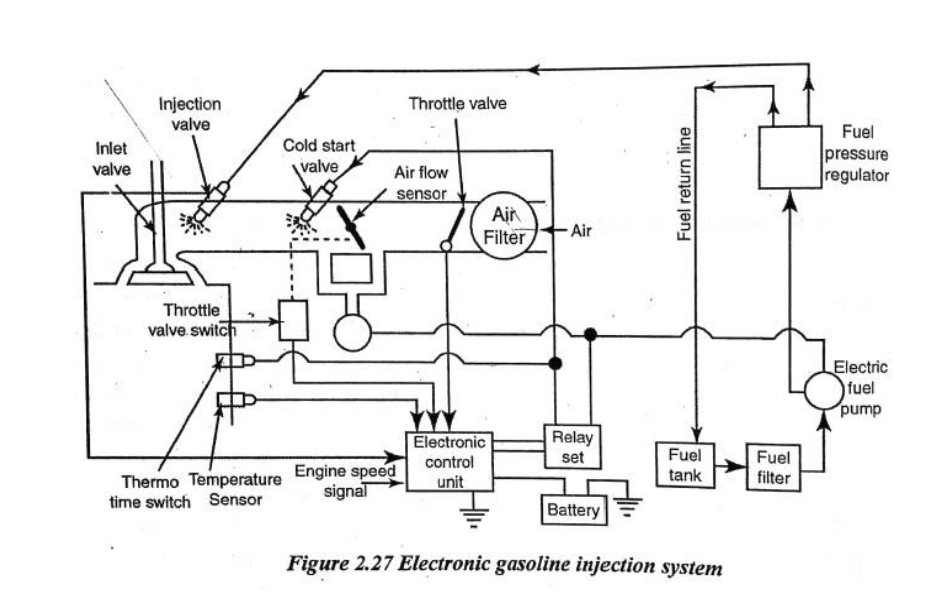 Injection
valve
Throttle valve
Inlet
valve
Cold start
valve
Air flow
sensor
Fuel
pressure
regulator
Fuel return line
Air
Filter
Air
Throttle
valve switch
Electric
fuel
pump
Electronic
control
unit
Relay
set
Fuel
tank
Fuel
filter
Thermo
time switch
Temperature
Sensor
Engine speed
signal
Battery
Figure 2.27 Electronic gasoline injection system